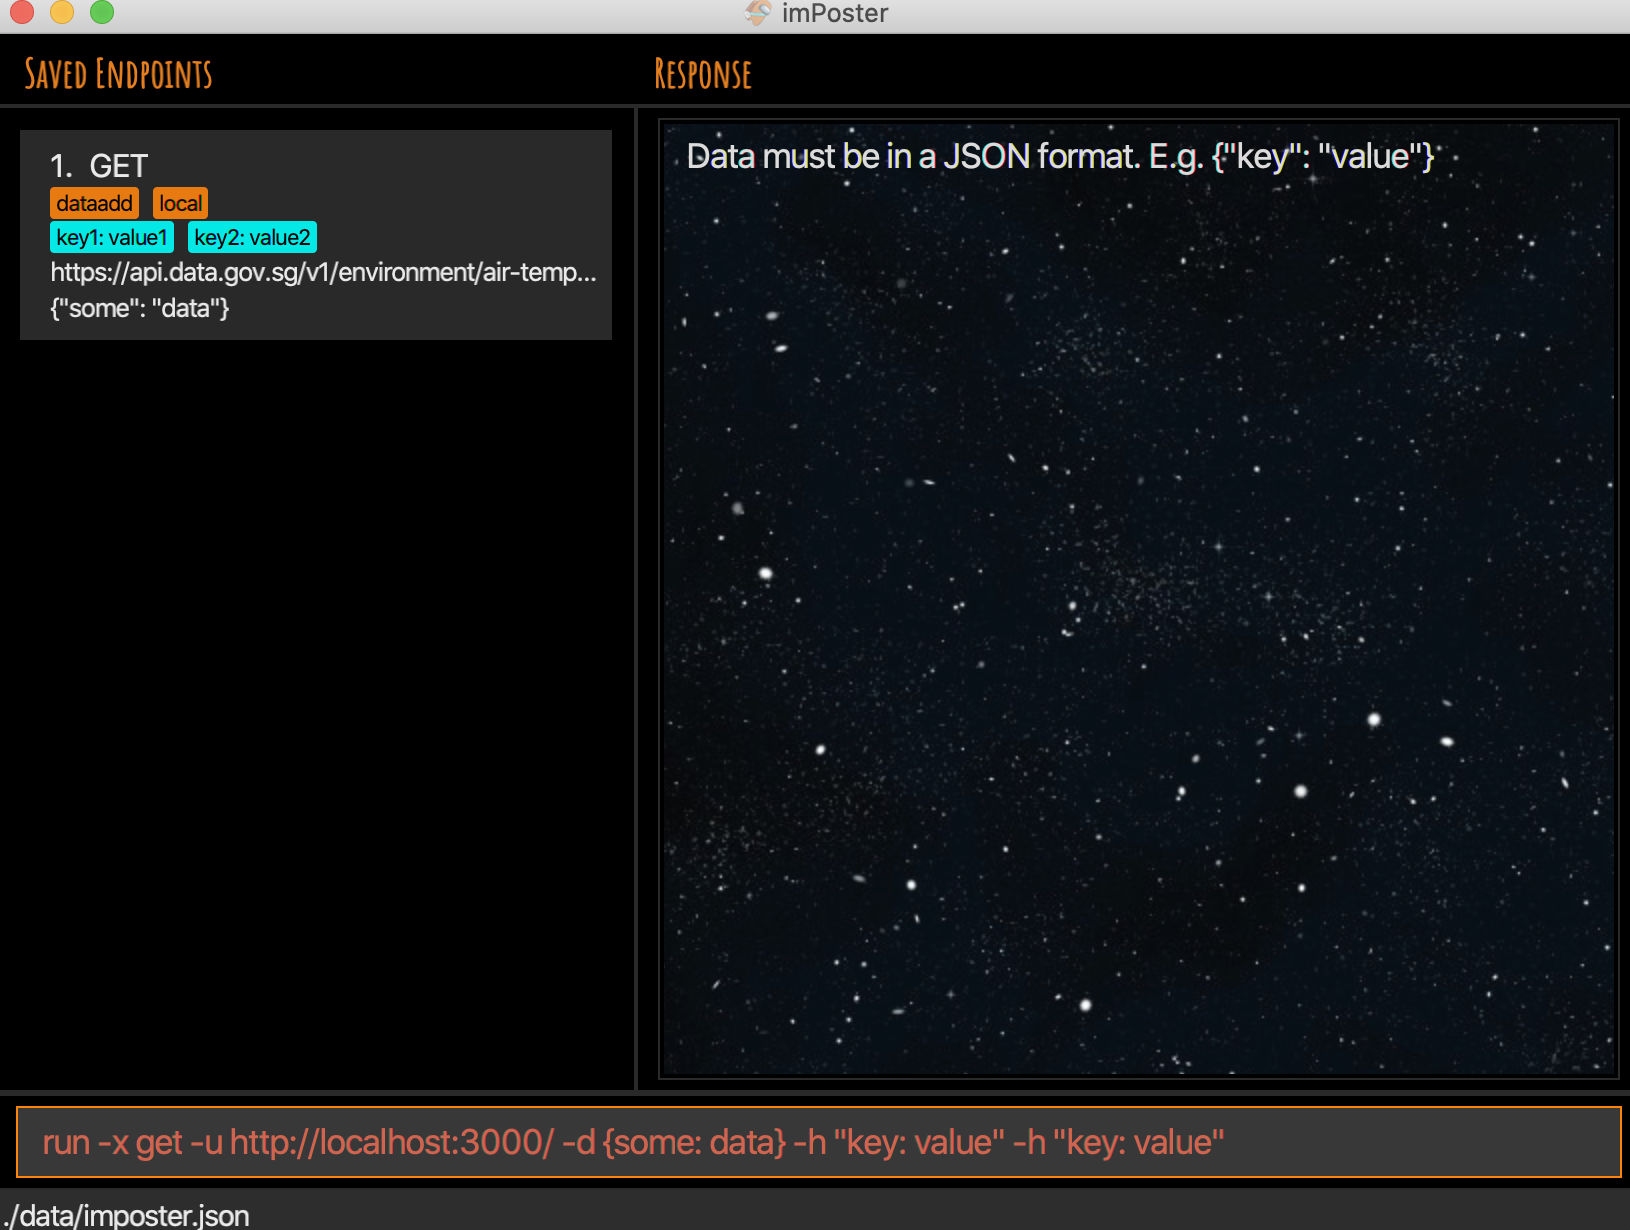 imPoster
Saved Endpoints
Response
1. GET
dataadd local
key1: value1 key2: value2
https://api.data.gov.sg/v1/environment/air-temp...
{"some": "data"}
Data must be in a JSON format. E.g. {"key": "value"}
run -x get -u http://localhost:3000/ -d {some: data} -h "key: value" -h "key: value"
./data/imposter.json